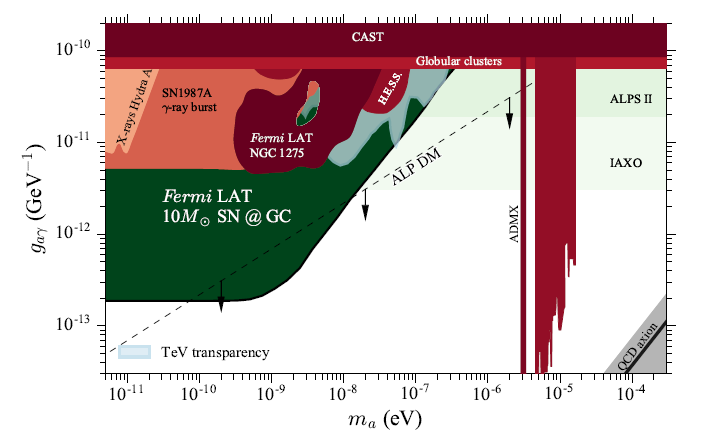 CAST
Globular clusters
X-rays Hydra A
SN1987A
γ-ray burst
H.E.S.S.
Fermi LAT
NGC 1275
ALPS II
IAXO
ALP DM
Fermi LAT
10M⊙ SN @ GC
ADMX
QCD axion
TeV transparency
10⁻¹⁰
10⁻¹¹
10⁻¹²
10⁻¹³
gₐᵧ (GeV⁻¹)
10⁻¹¹ 10⁻¹⁰ 10⁻⁹ 10⁻⁸ 10⁻⁷ 10⁻⁶ 10⁻⁵ 10⁻⁴
mₐ (eV)